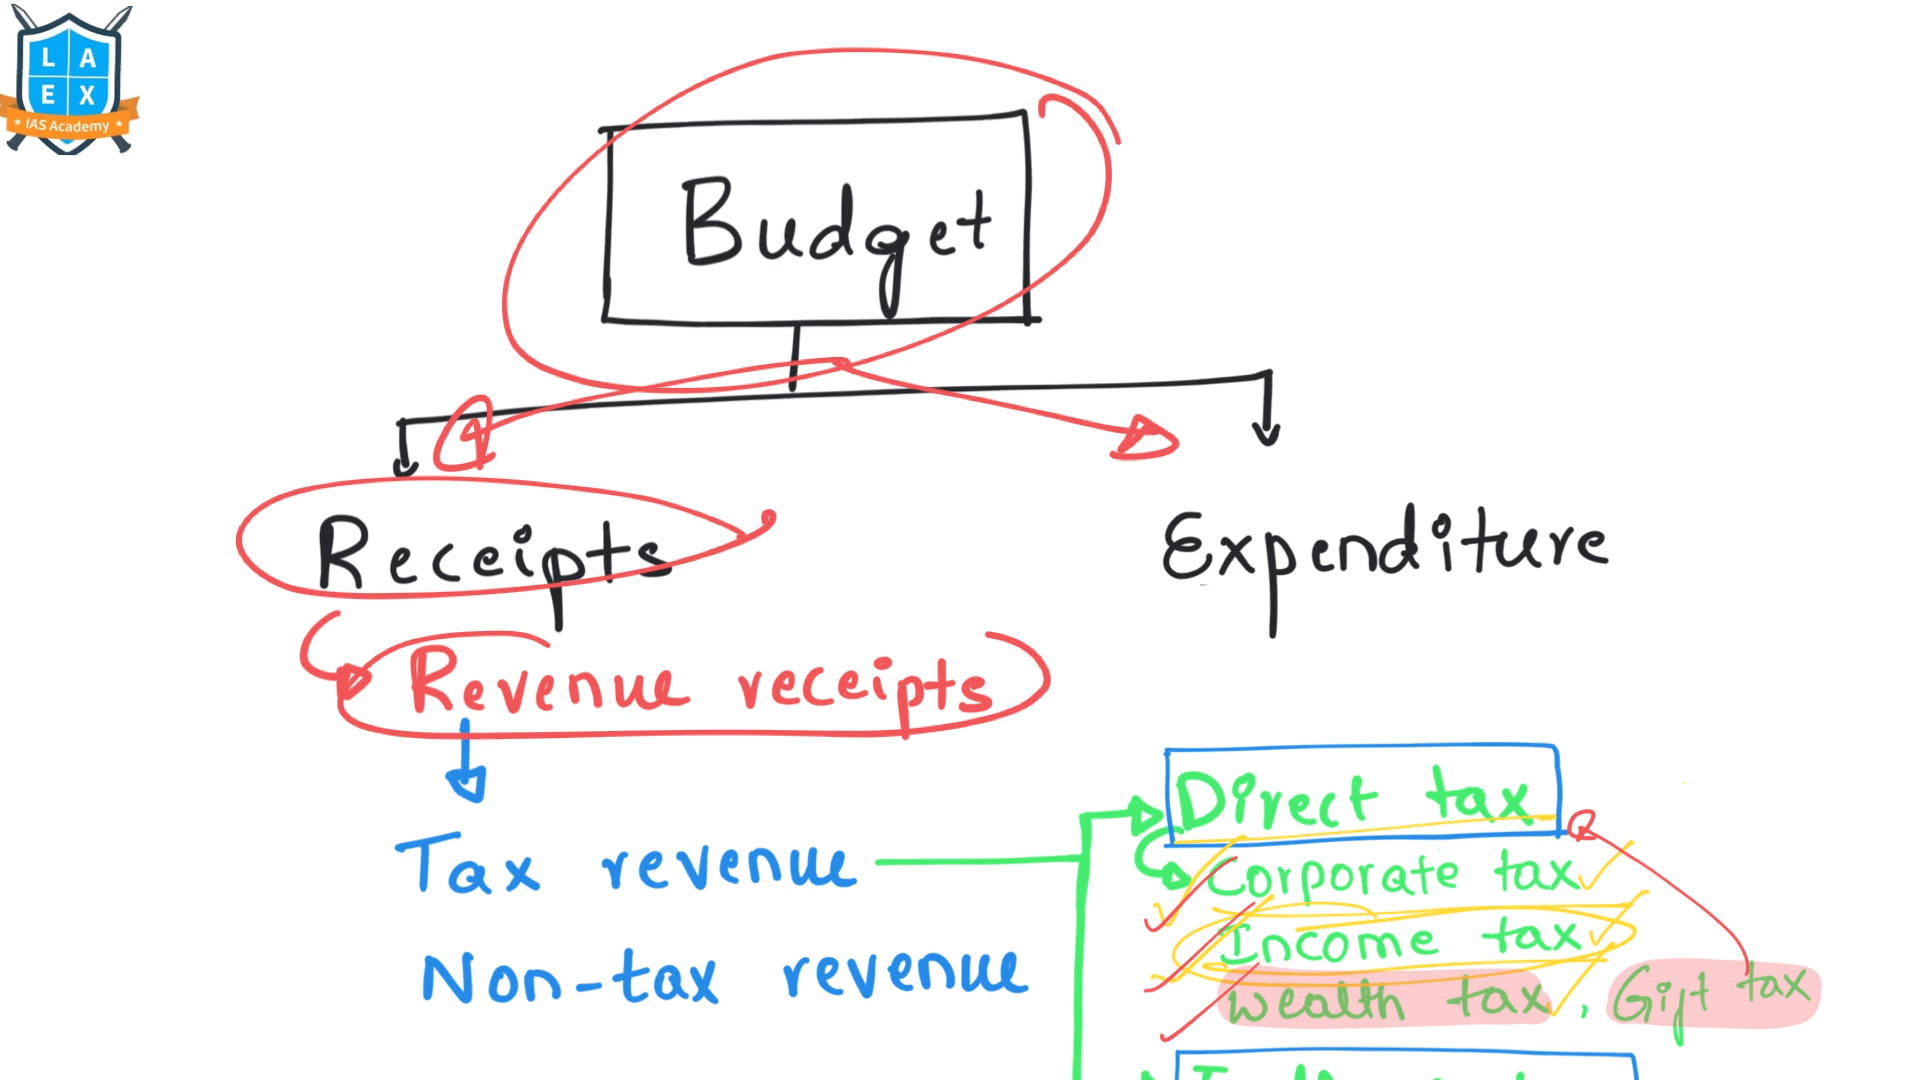 L A
E X
IAS Academy
Budget
Receipts
Expenditure
Revenue receipts
Direct tax
Tax revenue
Corporate tax
Income tax
Non-tax revenue
Wealth tax, Gift tax